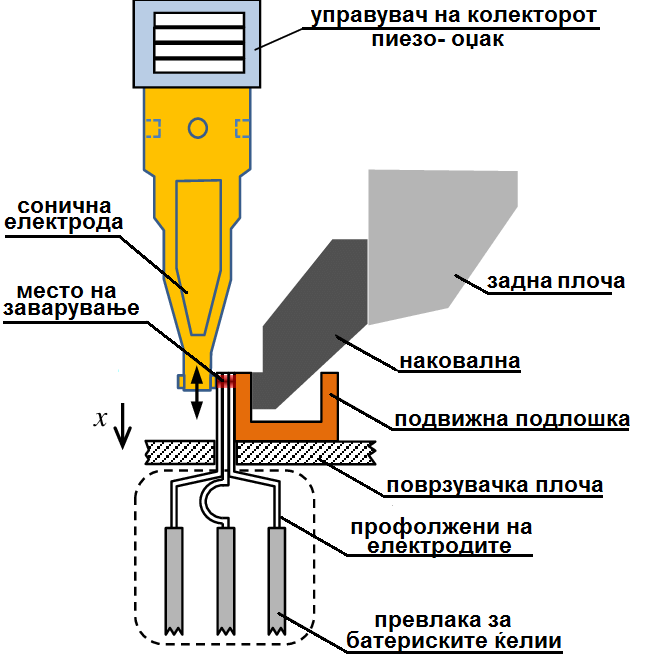 управувач на колекторот
пиезо- оџак
сонична
електрода
место на
заварување
задна плоча
наковална
подвижна подлошка
x
поврзувачка плоча
профолжени на
електродите
превлака за
батериските ќелии